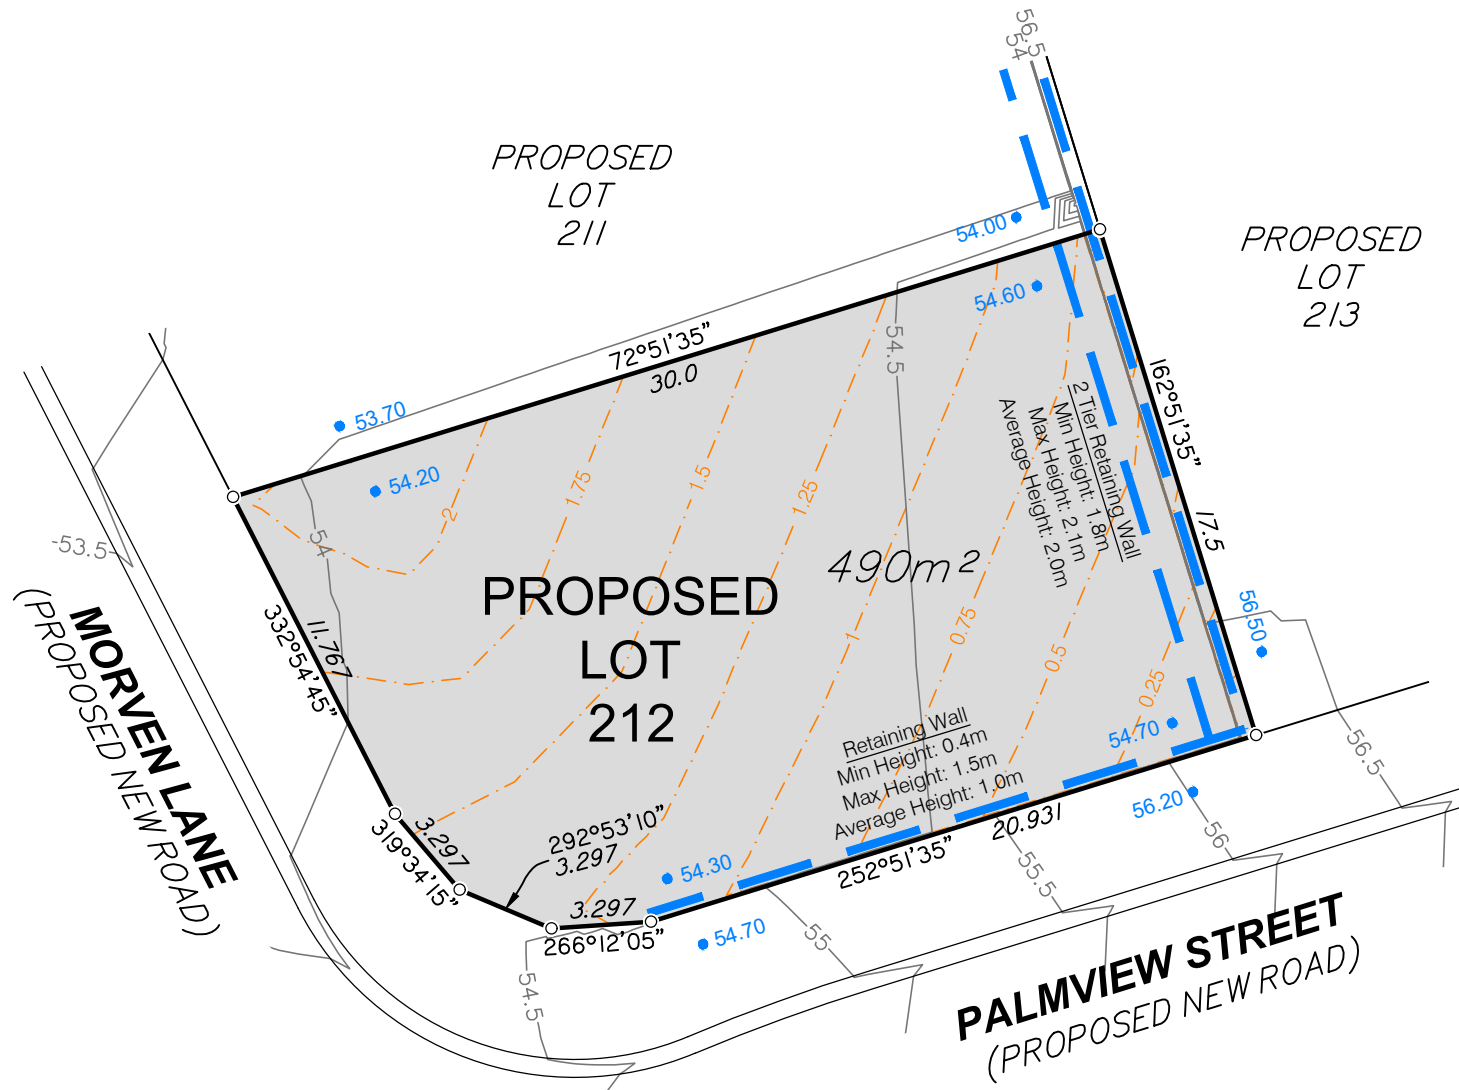 56.5
54
PROPOSED
LOT
211
54.00
PROPOSED
LOT
213
54.60
72°51'35"
30.0
54.5
53.70
54.20
162°51'35"
17.5
2 Tier Retaining Wall
Min Height: 1.8m
Max Height: 2.1m
Average Height: 2.0m
2
1.75
1.5
1.25
1
0.75
0.5
0.25
-53.5
54
490m²
PROPOSED
LOT
212
56.50
MORVEN LANE
(PROPOSED NEW ROAD)
332°54'45"
11.767
Retaining Wall
Min Height: 0.4m
Max Height: 1.5m
Average Height: 1.0m
54.70
56.20
56.5
56
55.5
55
54.5
319°34'15"
3.297
292°53'10"
3.297
54.30
3.297
266°12'05"
54.70
252°51'35"
20.931
PALMVIEW STREET
(PROPOSED NEW ROAD)